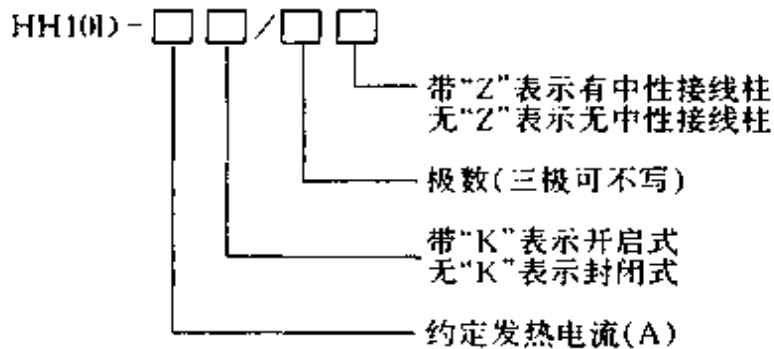 HH10D-□□/□□
带“Z”表示有中性接线柱
无“Z”表示无中性接线柱
极数(三极可不写)
带“K”表示开启式
无“K”表示封闭式
约定发热电流(A)